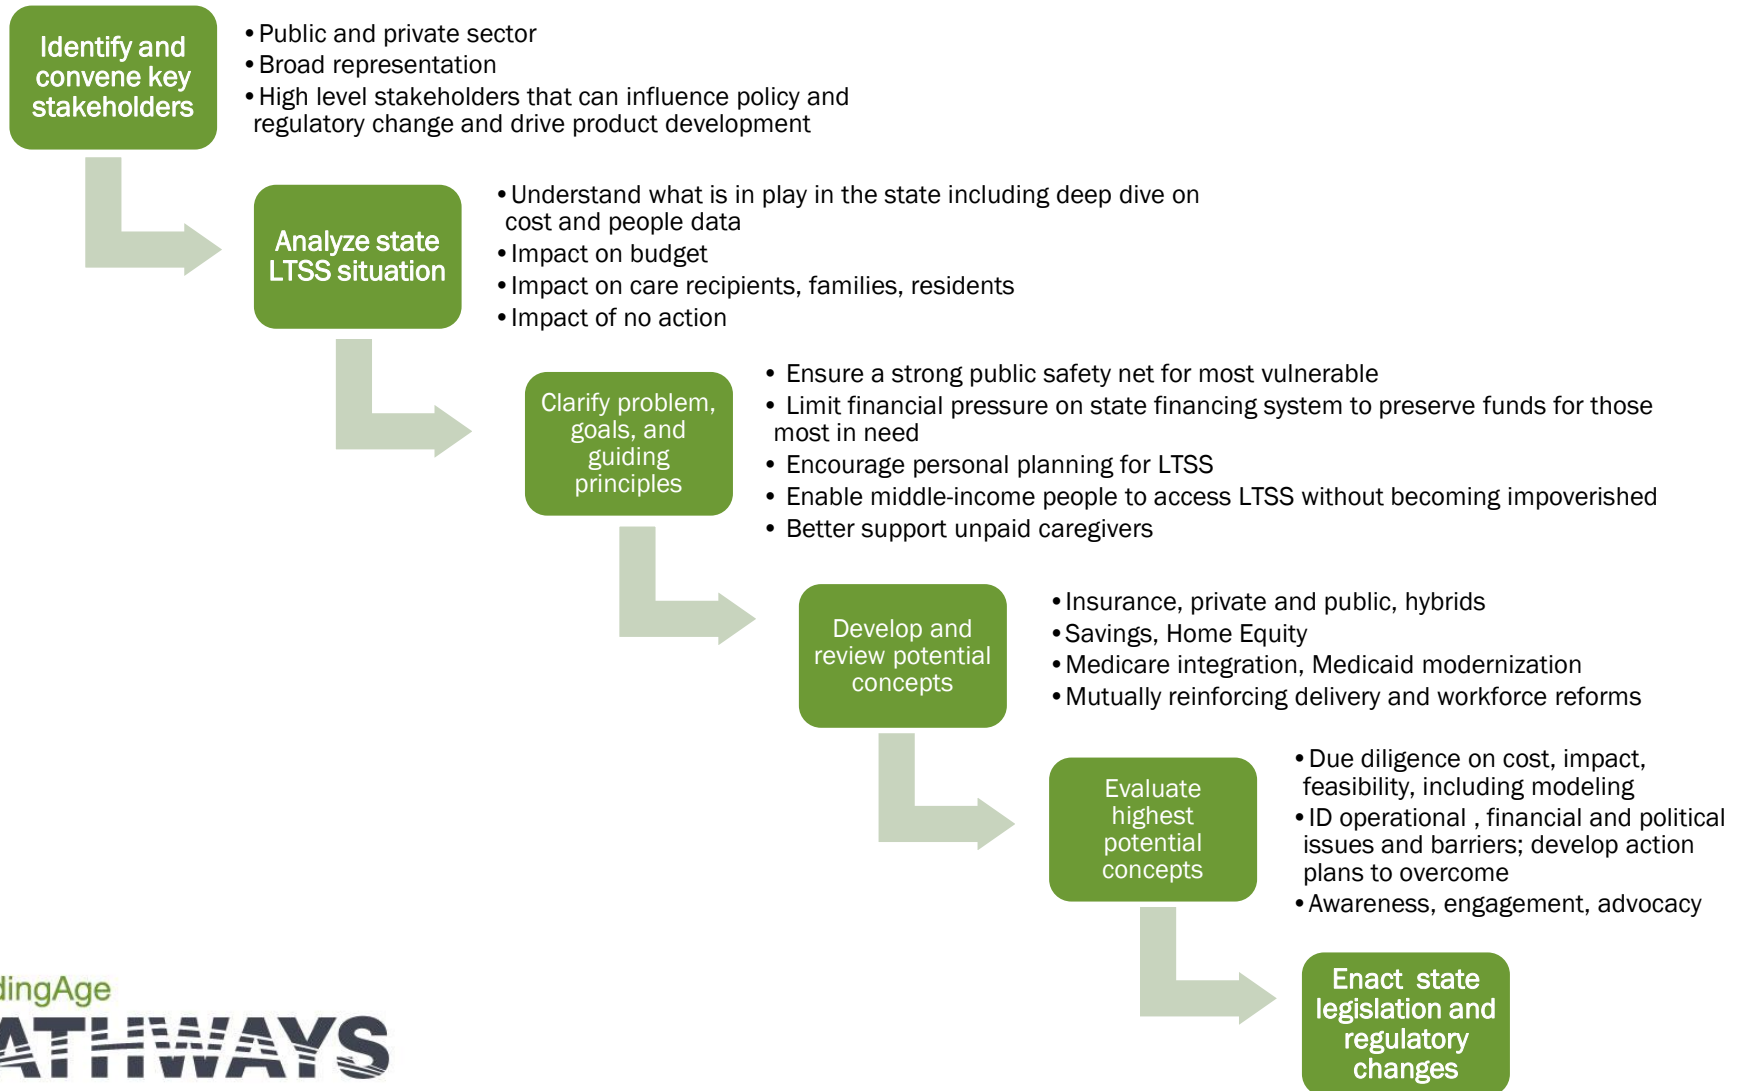 Identify and
convene key
stakeholders
•Public and private sector
•Broad representation
•High level stakeholders that can influence policy and
regulatory change and drive product development
Analyze state
LTSS situation
•Understand what is in play in the state including deep dive on
cost and people data
•Impact on budget
•Impact on care recipients, families, residents
•Impact of no action
Clarify problem,
goals, and
guiding
principles
• Ensure a strong public safety net for most vulnerable
• Limit financial pressure on state financing system to preserve funds for those
most in need
• Encourage personal planning for LTSS
• Enable middle-income people to access LTSS without becoming impoverished
• Better support unpaid caregivers
Develop and
review potential
concepts
•Insurance, private and public, hybrids
•Savings, Home Equity
•Medicare integration, Medicaid modernization
•Mutually reinforcing delivery and workforce reforms
Evaluate
highest
potential
concepts
•Due diligence on cost, impact,
feasibility, including modeling
•ID operational , financial and political
issues and barriers; develop action
plans to overcome
•Awareness, engagement, advocacy
Enact state
legislation and
regulatory
changes
dingAge
ATHWAYS